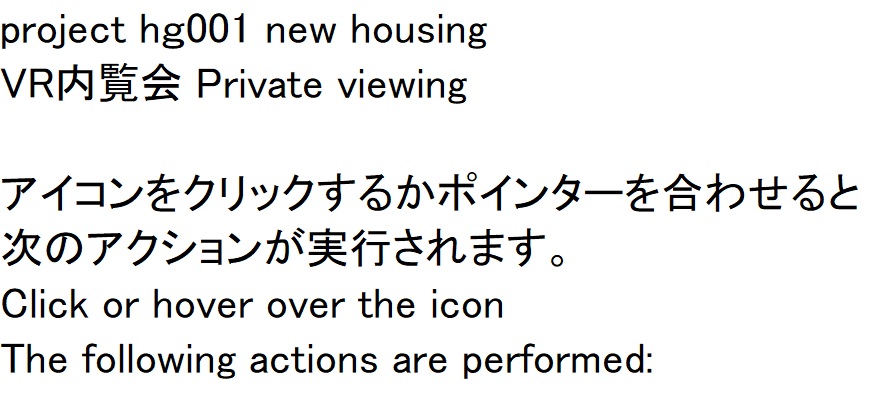 project hg001 new housing
VR内覧会 Private viewing
アイコンをクリックするかポインターを合わせると
次のアクションが実行されます。
Click or hover over the icon
The following actions are performed: